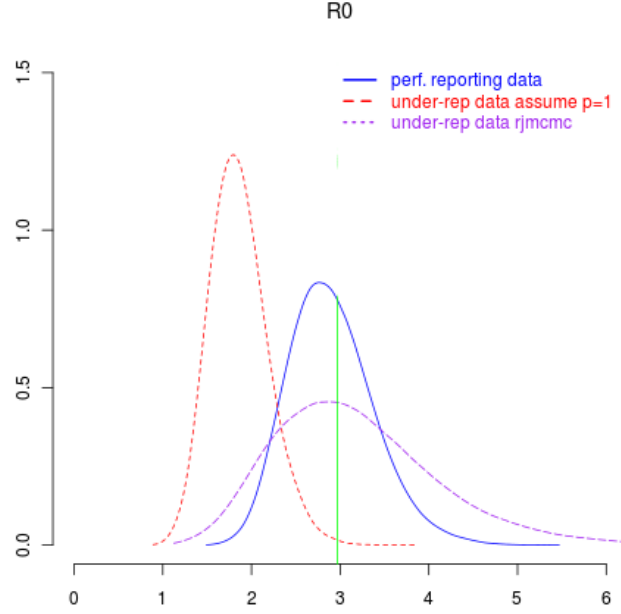 R0
1.5
perf. reporting data
under-rep data assume p=1
under-rep data rjmcmc
1.0
0.5
0.0
0 1 2 3 4 5 6